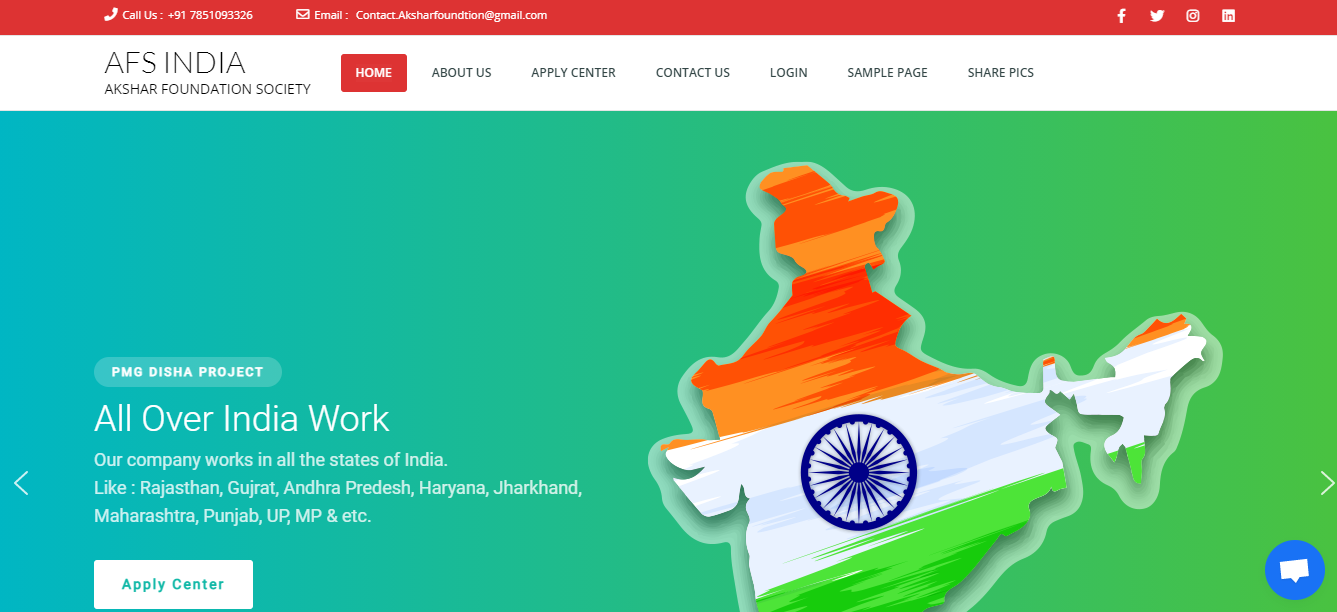 Call Us : +91 7851093326 Email : Contact.Aksharfoundtion@gmail.com
AFS INDIA
AKSHAR FOUNDATION SOCIETY
HOME ABOUT US APPLY CENTER CONTACT US LOGIN SAMPLE PAGE SHARE PICS
PMG DISHA PROJECT
All Over India Work
Our company works in all the states of India.
Like : Rajasthan, Gujrat, Andhra Predesh, Haryana, Jharkhand,
Maharashtra, Punjab, UP, MP & etc.
Apply Center